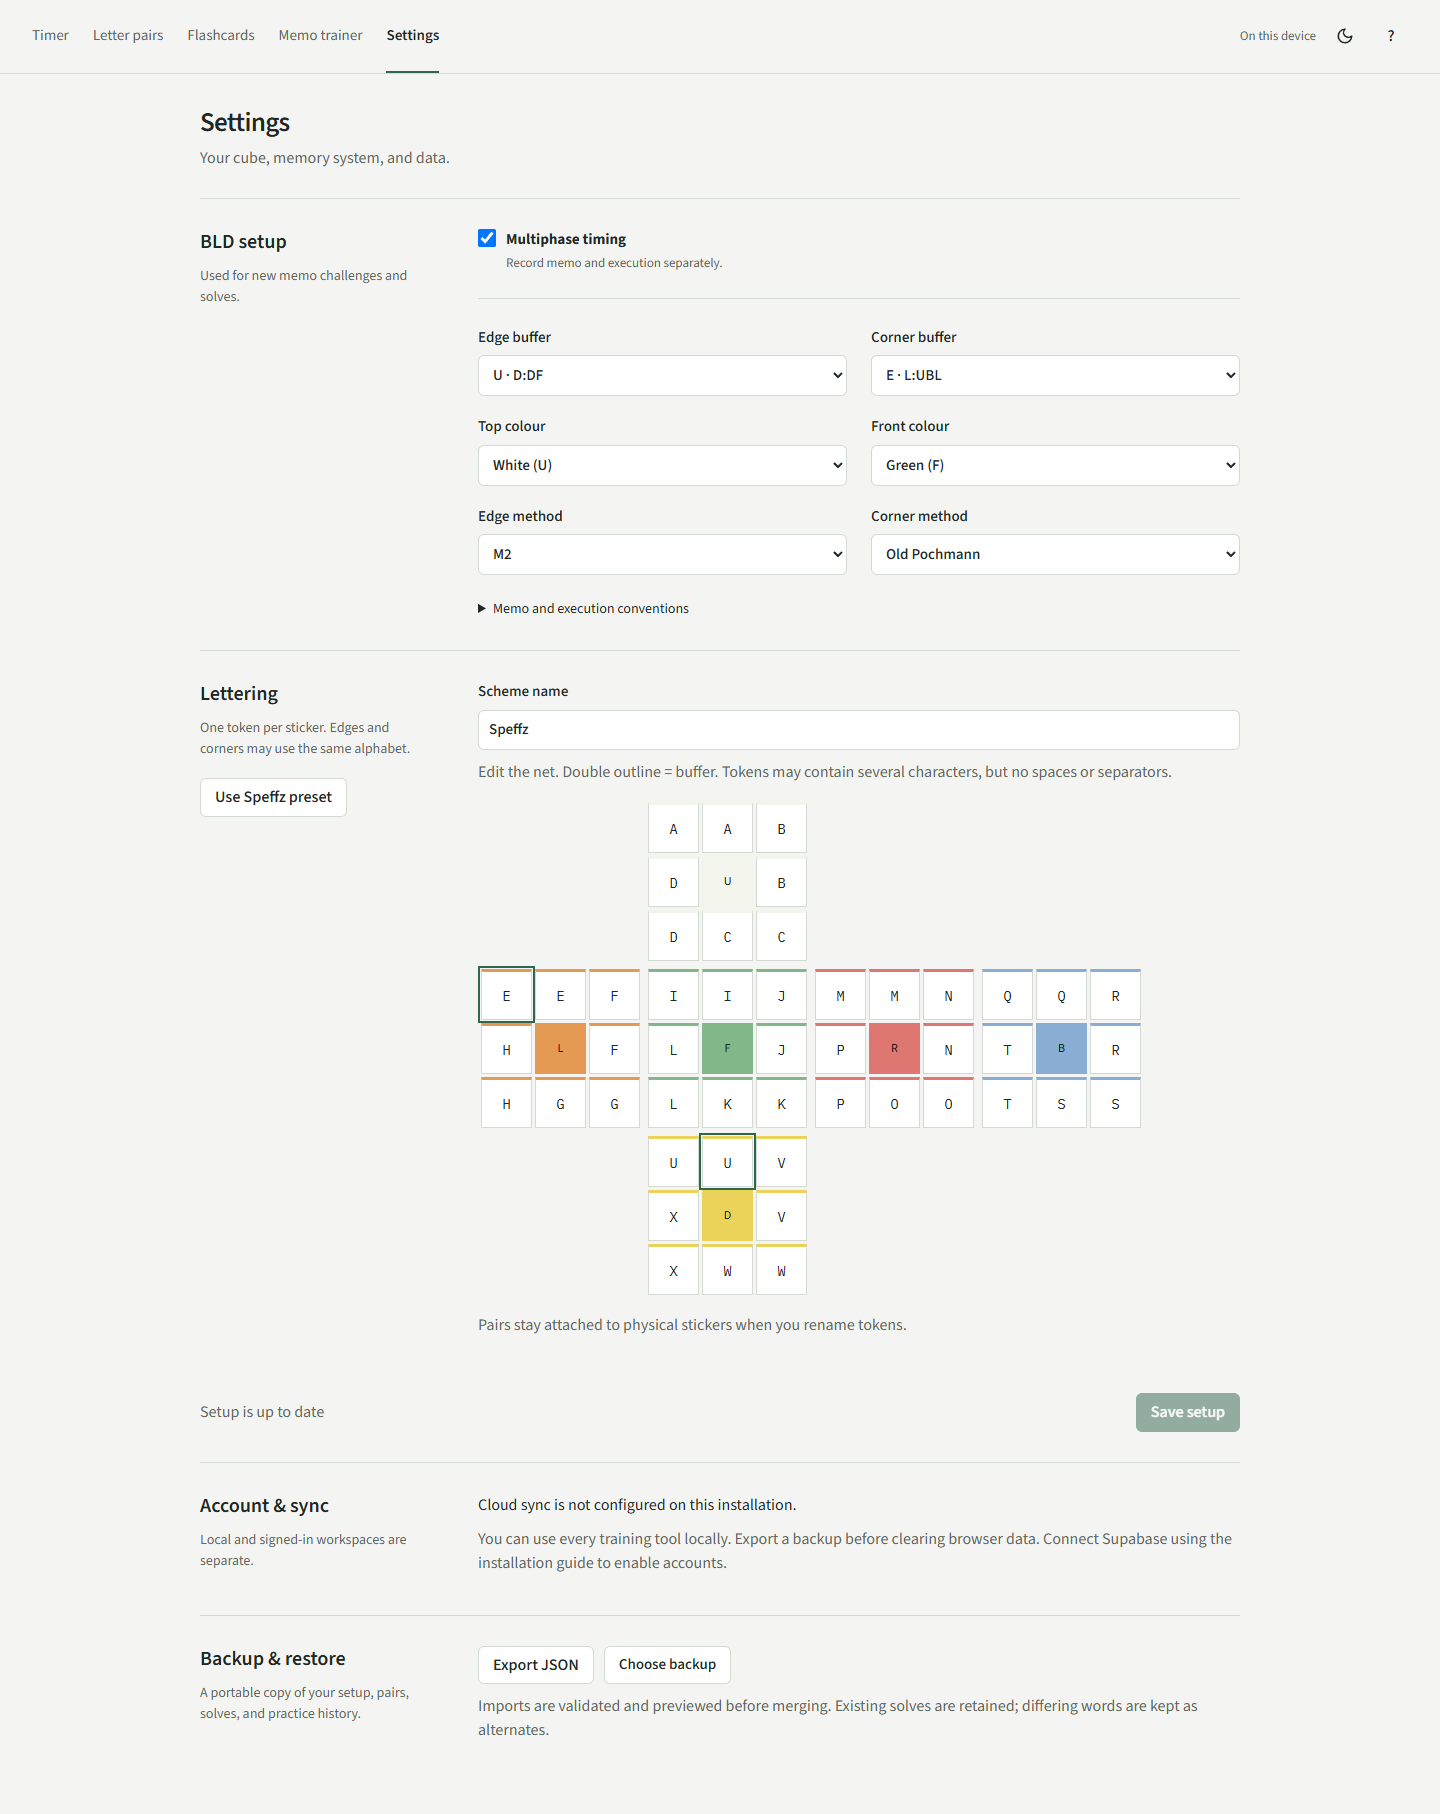 Timer Letter pairs Flashcards Memo trainer Settings On this device ?
Settings
Your cube, memory system, and data.
BLD setup
Used for new memo challenges and
solves.
Multiphase timing
Record memo and execution separately.
Edge buffer Corner buffer
U · D:DF E · L:UBL
Top colour Front colour
White (U) Green (F)
Edge method Corner method
M2 Old Pochmann
Memo and execution conventions
Lettering
One token per sticker. Edges and
corners may use the same alphabet.
Use Speffz preset
Scheme name
Speffz
Edit the net. Double outline = buffer. Tokens may contain several characters, but no spaces or separators.
A A B
D U B
D C C
E E F I I J M M N Q Q R
H L F L F J P R N T B R
H G G L K K P O O T S S
U U V
X D V
X W W
Pairs stay attached to physical stickers when you rename tokens.
Setup is up to date Save setup
Account & sync
Local and signed-in workspaces are
separate.
Cloud sync is not configured on this installation.
You can use every training tool locally. Export a backup before clearing browser data. Connect Supabase using the
installation guide to enable accounts.
Backup & restore
A portable copy of your setup, pairs,
solves, and practice history.
Export JSON Choose backup
Imports are validated and previewed before merging. Existing solves are retained; differing words are kept as
alternates.